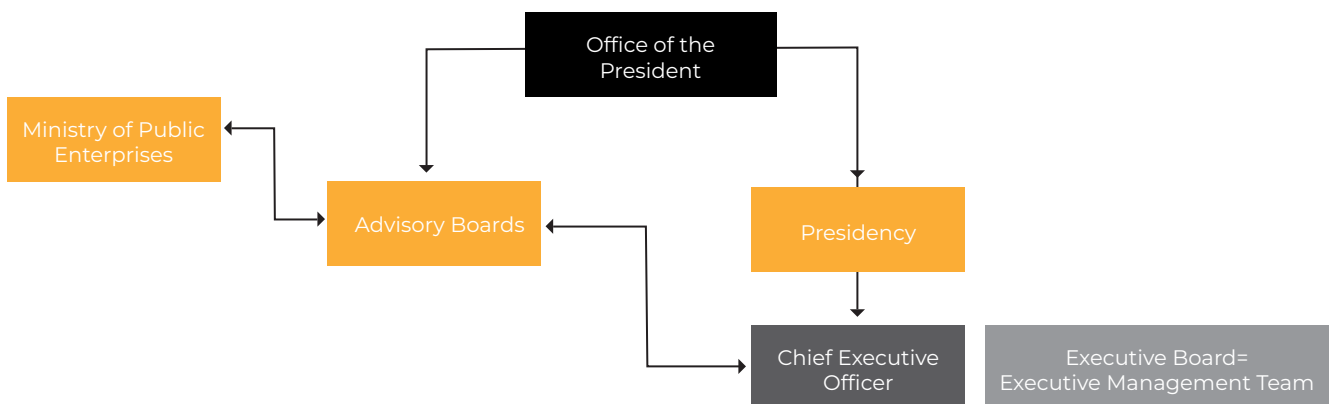 Office of the
President
Ministry of Public
Enterprises
Advisory Boards
Presidency
Chief Executive
Officer
Executive Board=
Executive Management Team